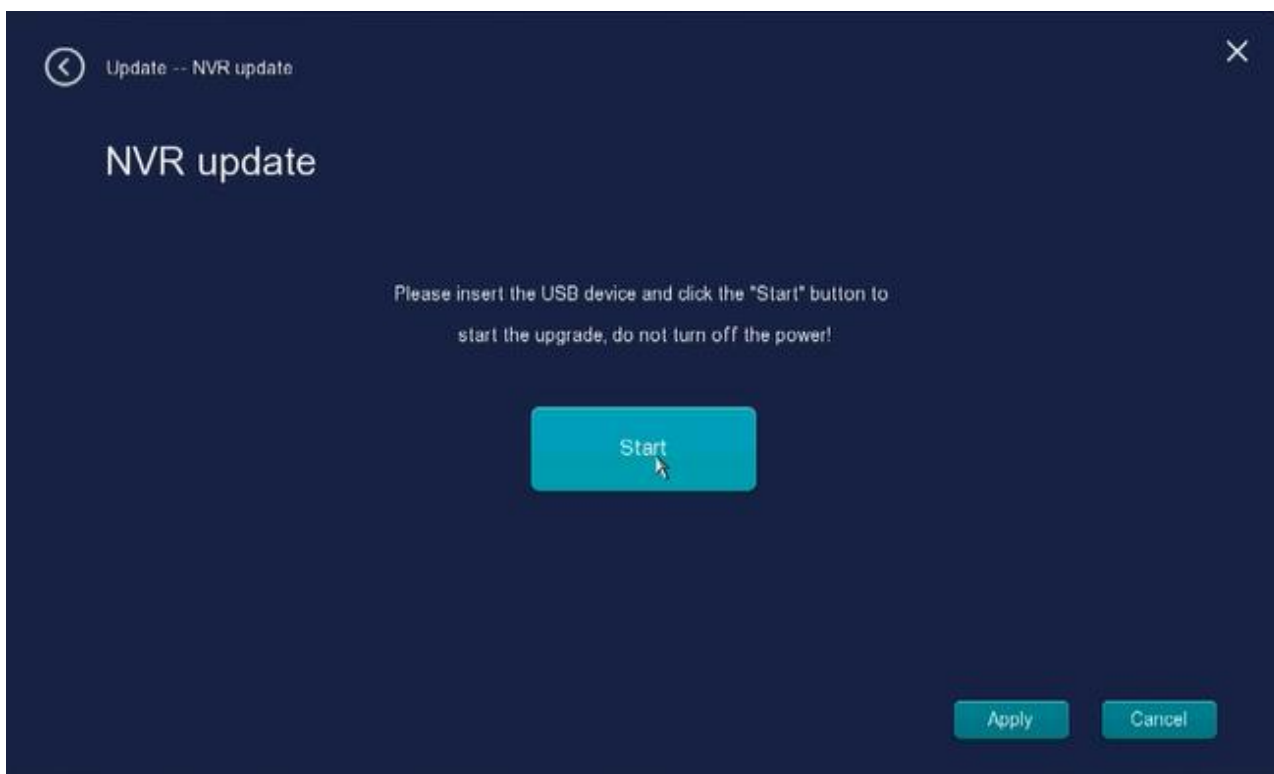 Update -- NVR update
NVR update
Please insert the USB device and click the "Start" button to
start the upgrade, do not turn off the power!
Start
Apply
Cancel